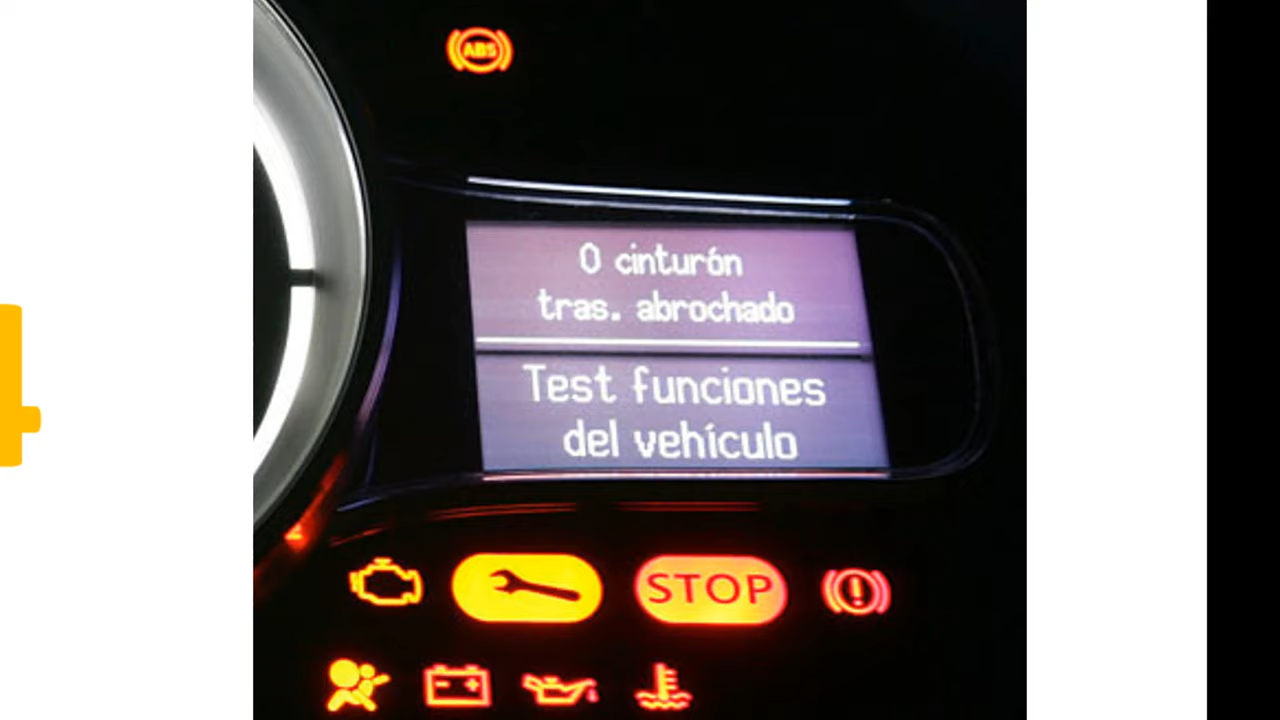 ABS
0 cinturón
tras. abrochado
Test funciones
del vehículo
STOP